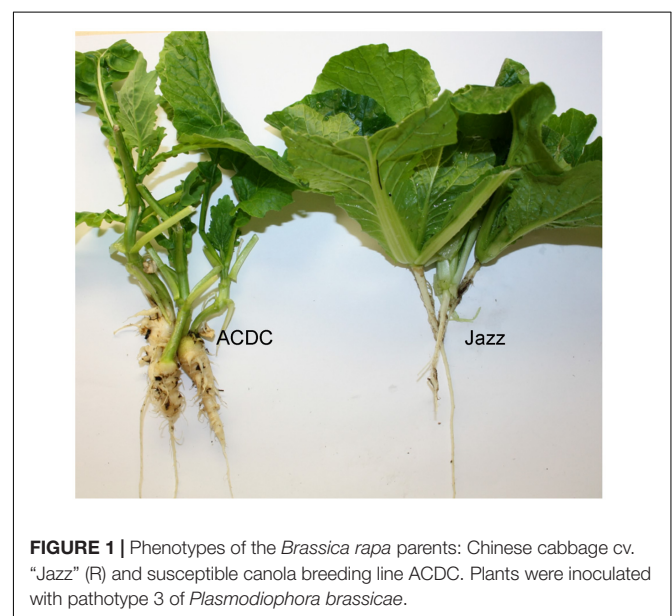 ACDC
Jazz
FIGURE 1 | Phenotypes of the Brassica rapa parents: Chinese cabbage cv.
“Jazz” (R) and susceptible canola breeding line ACDC. Plants were inoculated
with pathotype 3 of Plasmodiophora brassicae.